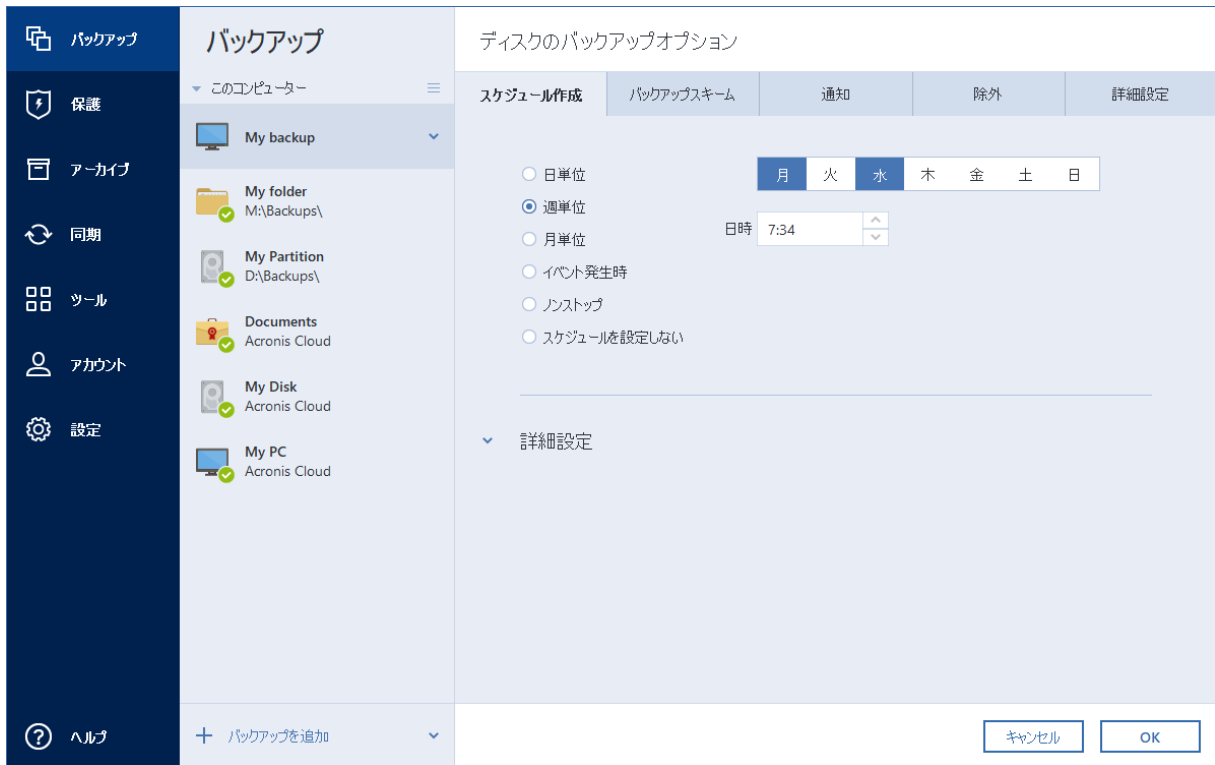 バックアップ
保護
アーカイブ
同期
ツール
アカウント
設定
ヘルプ
バックアップ
このコンピューター
My backup
My folder
M:\Backups\
My Partition
D:\Backups\
Documents
Acronis Cloud
My Disk
Acronis Cloud
My PC
Acronis Cloud
バックアップを追加
ディスクのバックアップオプション
スケジュール作成 バックアップスキーム 通知 除外 詳細設定
日単位
週単位
月単位
イベント発生時
ノンストップ
スケジュールを設定しない
月 火 水 木 金 土 日
日時 7:34
詳細設定
キャンセル OK